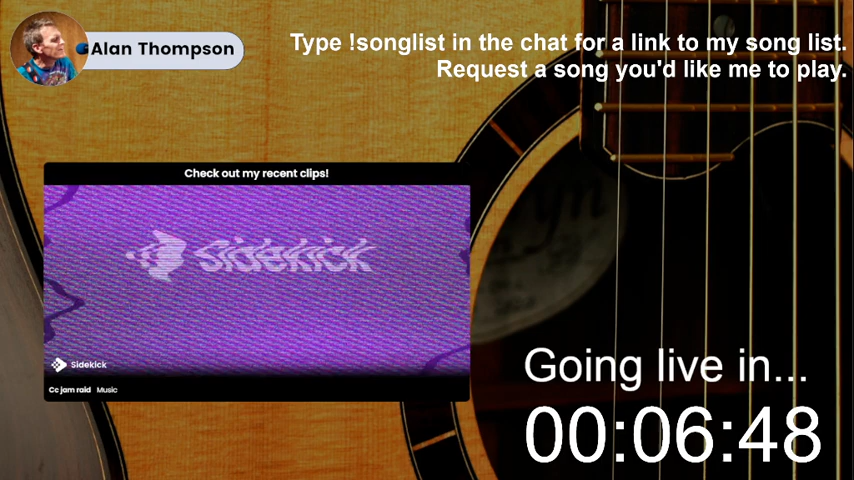 Alan Thompson
Type !songlist in the chat for a link to my song list.
Request a song you'd like me to play.
Check out my recent clips!
Sidekick
Sidekick
Cc jam raid Music
Going live in...
00:06:48